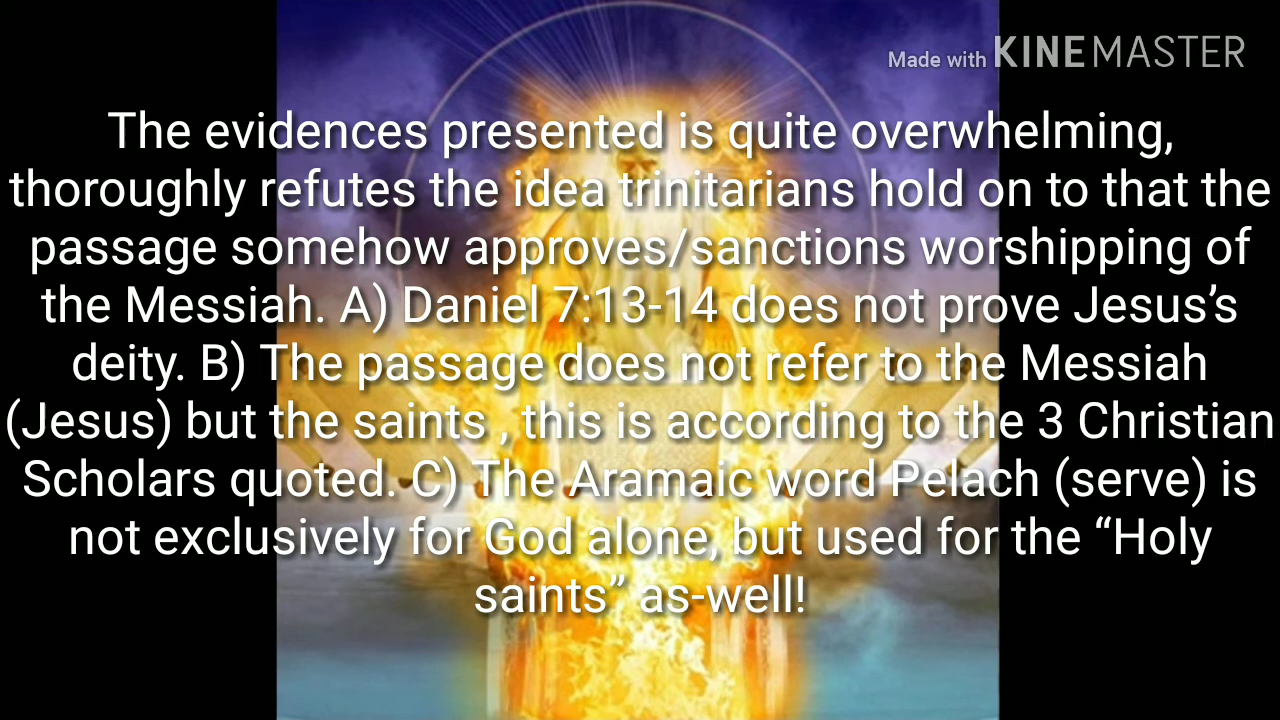 Made with KINEMASTER
The evidences presented is quite overwhelming,
thoroughly refutes the idea trinitarians hold on to that the
passage somehow approves/sanctions worshipping of
the Messiah. A) Daniel 7:13-14 does not prove Jesus’s
deity. B) The passage does not refer to the Messiah
(Jesus) but the saints , this is according to the 3 Christian
Scholars quoted. C) The Aramaic word Pelach (serve) is
not exclusively for God alone, but used for the “Holy
saints” as-well!